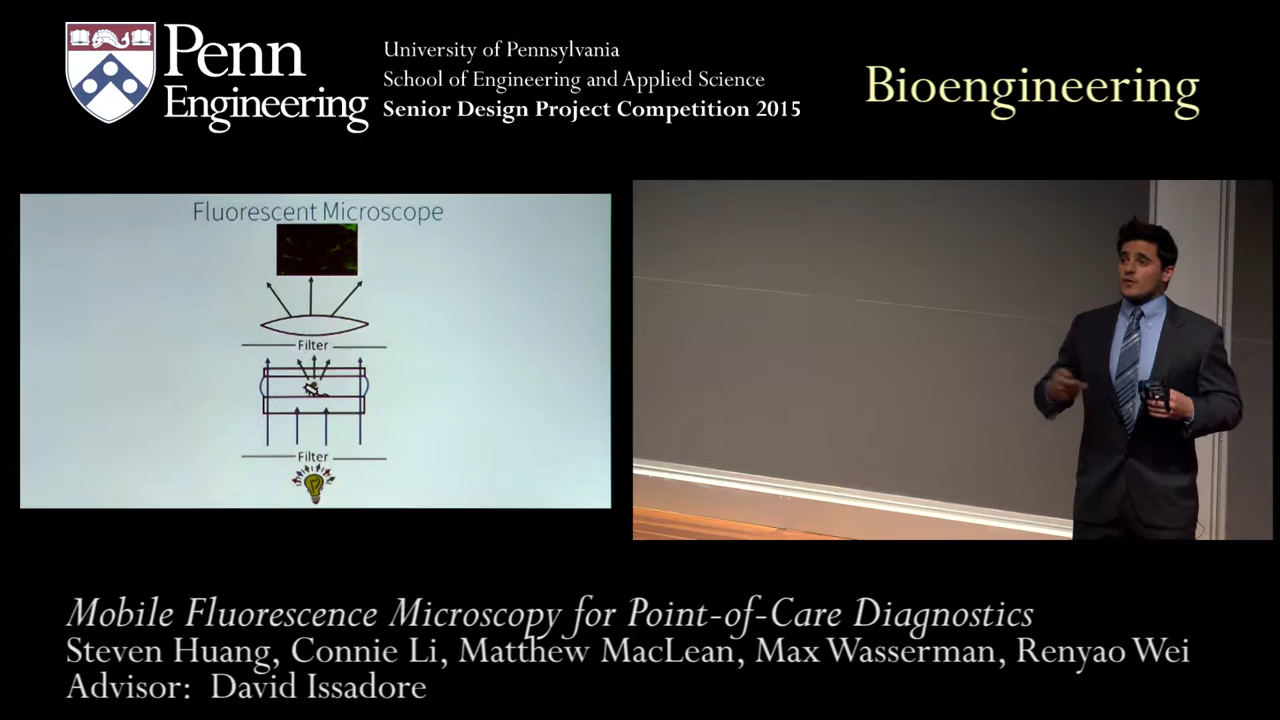 Penn
Engineering
University of Pennsylvania
School of Engineering and Applied Science
Senior Design Project Competition 2015
Bioengineering
Fluorescent Microscope
Filter
Filter
Mobile Fluorescence Microscopy for Point-of-Care Diagnostics
Steven Huang, Connie Li, Matthew MacLean, Max Wasserman, Renyao Wei
Advisor: David Issadore